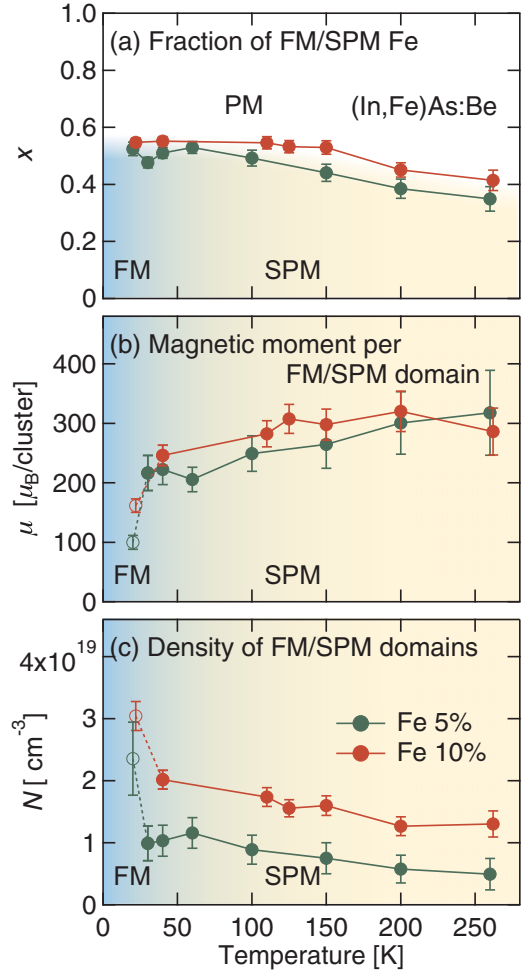 (a) Fraction of FM/SPM Fe
PM (In,Fe)As:Be
FM SPM
x
1.0
0.8
0.6
0.4
0.2
0
(b) Magnetic moment per
FM/SPM domain
FM SPM
μ [μB/cluster]
400
300
200
100
0
(c) Density of FM/SPM domains
Fe 5%
Fe 10%
FM SPM
N [ cm-3]
4x10 19
3
2
1
0
0 50 100 150 200 250
Temperature [K]